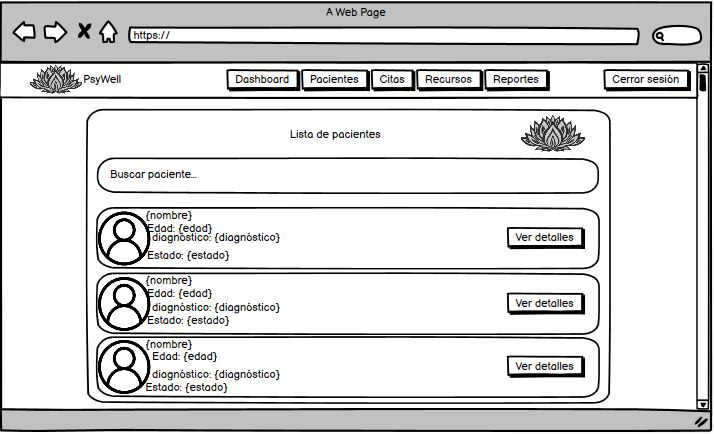 A Web Page
https://
PsyWell
Dashboard
Pacientes
Citas
Recursos
Reportes
Cerrar sesión
Lista de pacientes
Buscar paciente...
{nombre}
Edad: {edad}
diagnóstico: {diagnóstico}
Estado: {estado}
Ver detalles
{nombre}
Edad: {edad}
diagnóstico: {diagnóstico}
Estado: {estado}
Ver detalles
{nombre}
Edad: {edad}
diagnóstico: {diagnóstico}
Estado: {estado}
Ver detalles